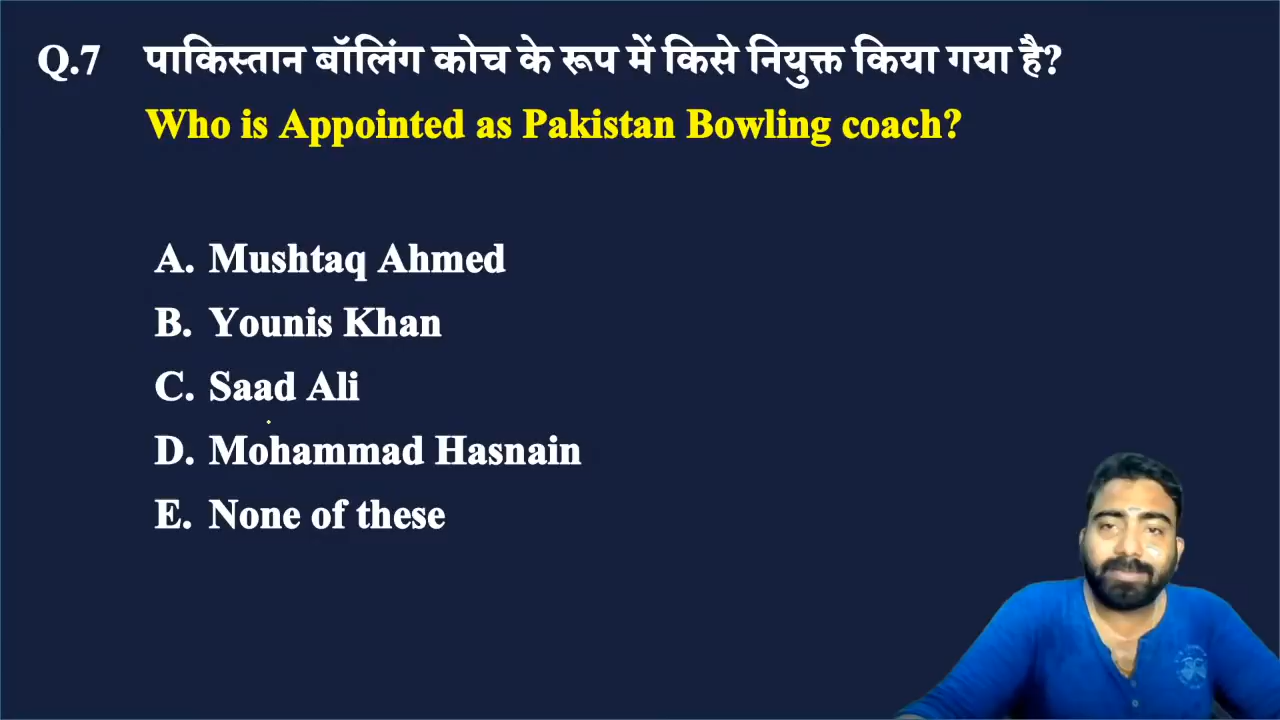 Q.7 पाकिस्तान बॉलिंग कोच के रूप में किसे नियुक्त किया गया है?
Who is Appointed as Pakistan Bowling coach?
A. Mushtaq Ahmed
B. Younis Khan
C. Saad Ali
D. Mohammad Hasnain
E. None of these